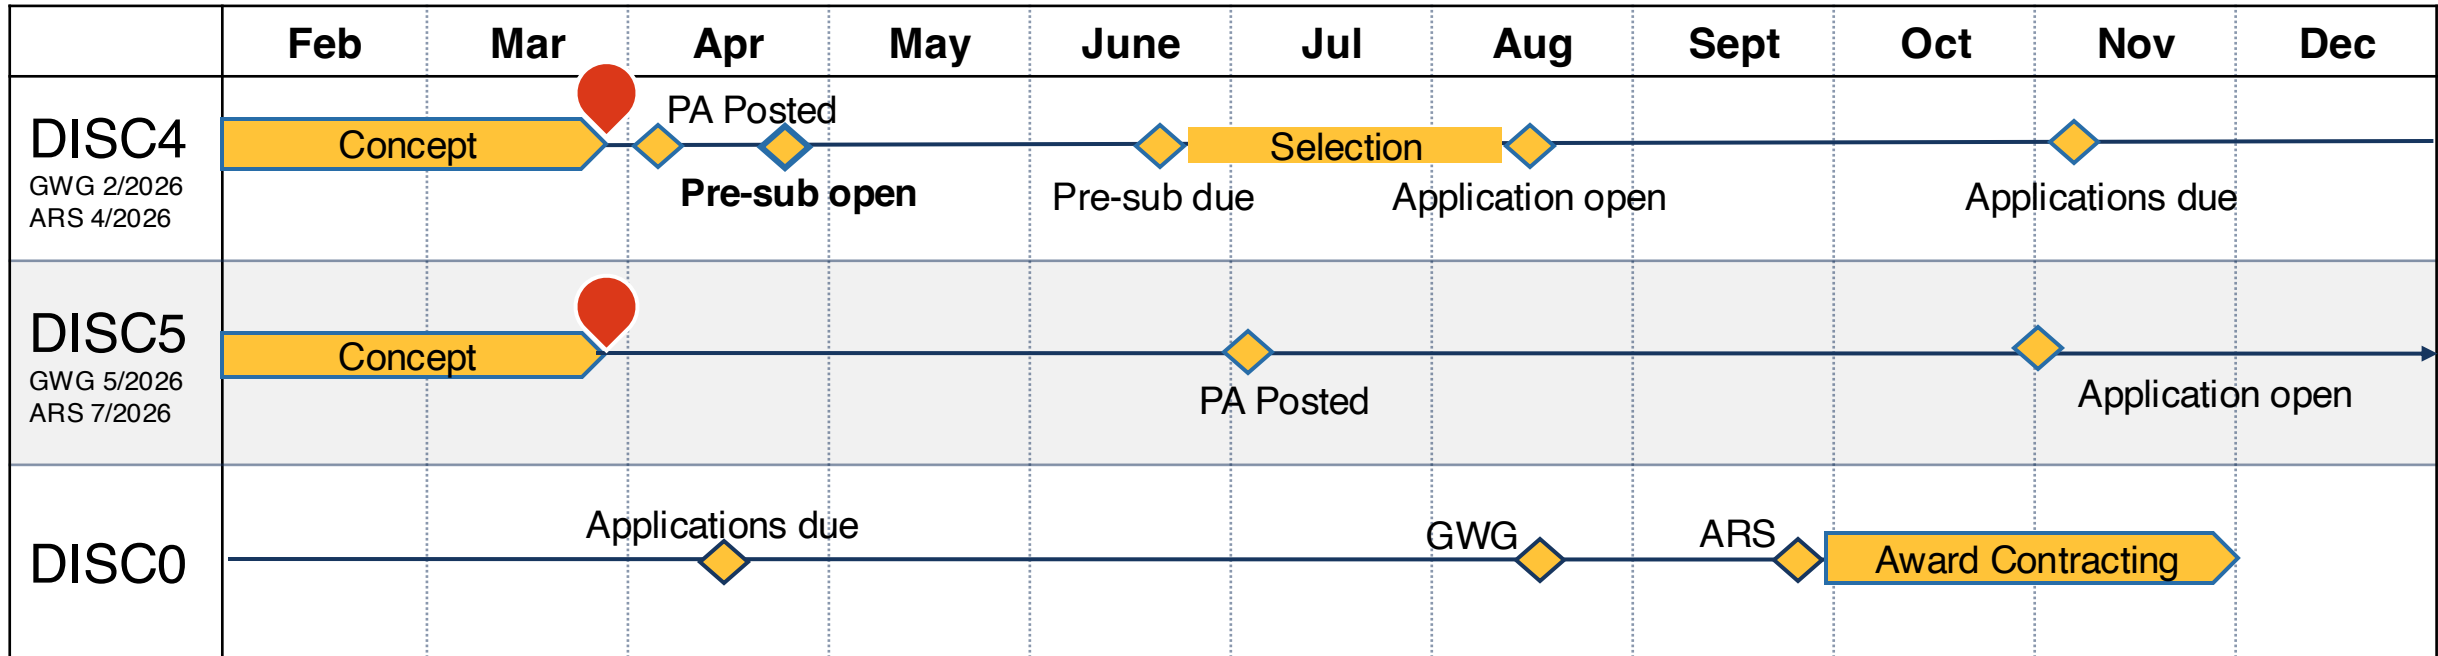 Feb Mar Apr May June Jul Aug Sept Oct Nov Dec
DISC4
GWG 2/2026
ARS 4/2026
Concept
PA Posted
Pre-sub open
Pre-sub due
Selection
Application open
Applications due
DISC5
GWG 5/2026
ARS 7/2026
Concept
PA Posted
Application open
DISC0
Applications due
GWG
ARS
Award Contracting